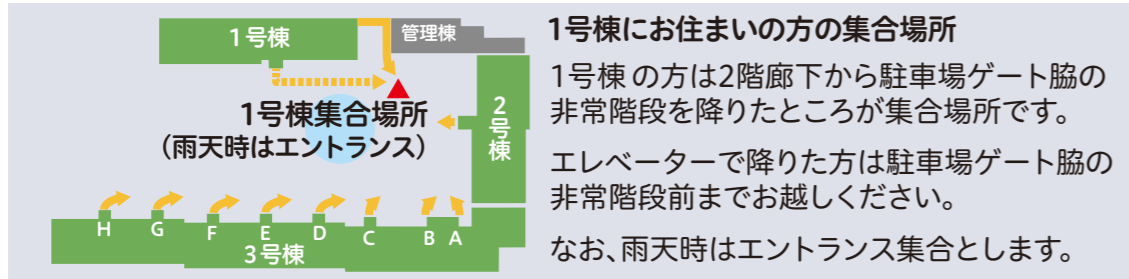 1号棟
管理棟
1号棟集合場所
（雨天時はエントランス）
2号棟
H G F E D C B A
3号棟
1号棟にお住まいの方の集合場所
1号棟の方は2階廊下から駐車場ゲート脇の
非常階段を降りたところが集合場所です。
エレベーターで降りた方は駐車場ゲート脇の
非常階段前までお越しください。
なお、雨天時はエントランス集合とします。